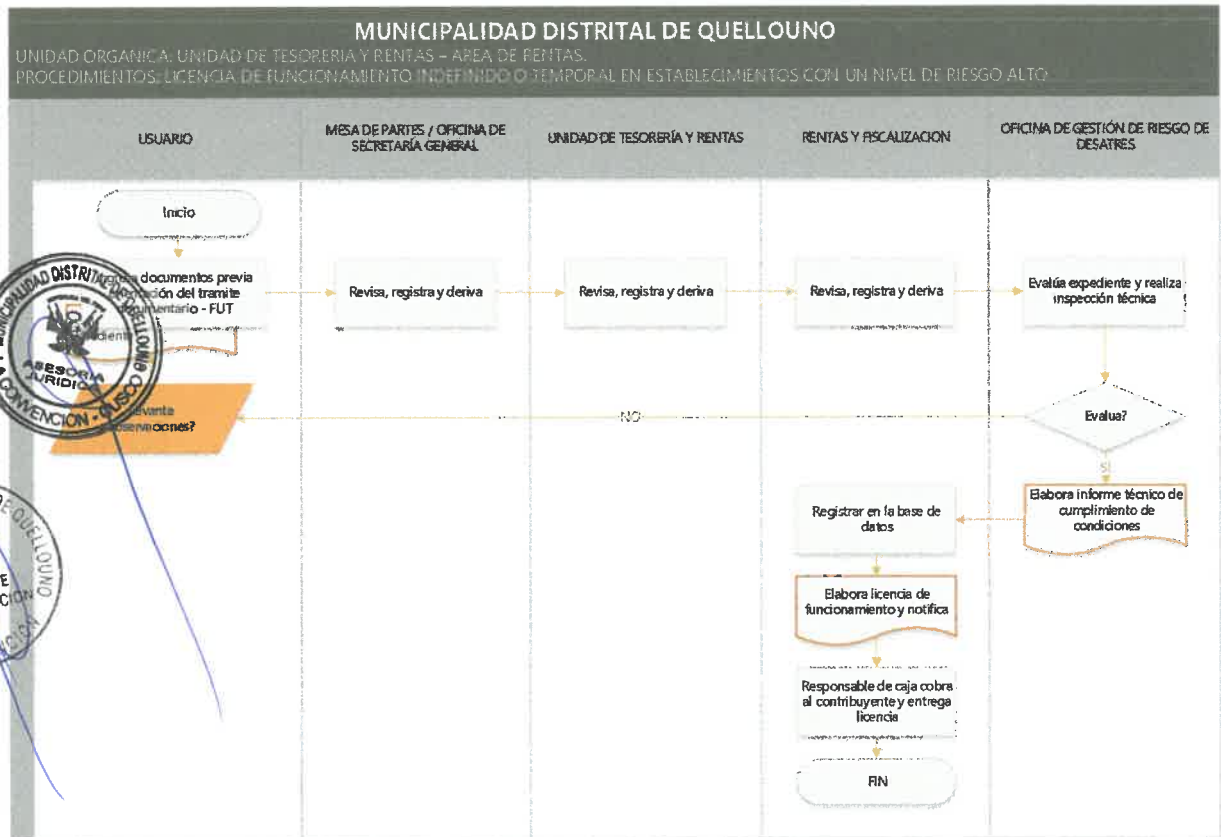 MUNICIPALIDAD DISTRITAL DE QUELLOUNO
UNIDAD ORGANICA: UNIDAD DE TESORERIA Y RENTAS – AREA DE RENTAS.
PROCEDIMIENTOS: LICENCIA DE FUNCIONAMIENTO INDEFINIDO O TEMPORAL EN ESTABLECIMIENTOS CON UN NIVEL DE RIESGO ALTO
USUARIO
MESA DE PARTES / OFICINA DE
SECRETARÍA GENERAL
UNIDAD DE TESORERÍA Y RENTAS
RENTAS Y FISCALIZACION
OFICINA DE GESTIÓN DE RIESGO DE
DESATRES
Inicio
documentos previa
del tramite
- FUT
Revisa, registra y deriva
Revisa, registra y deriva
Revisa, registra y deriva
Evalúa expediente y realiza
inspección técnica
MUNICIPALIDAD DISTRITAL DE QUELLOUNO
ASESORIA
JURIDICA
CONVENCION - CUSCO
NO
Evalua?
SI
Elabora informe técnico de
cumplimiento de
condiciones
Registrar en la base de
datos
DE QUELLOUNO
Elabora licencia de
funcionamiento y notifica
Responsable de caja cobra
al contribuyente y entrega
licencia
FIN